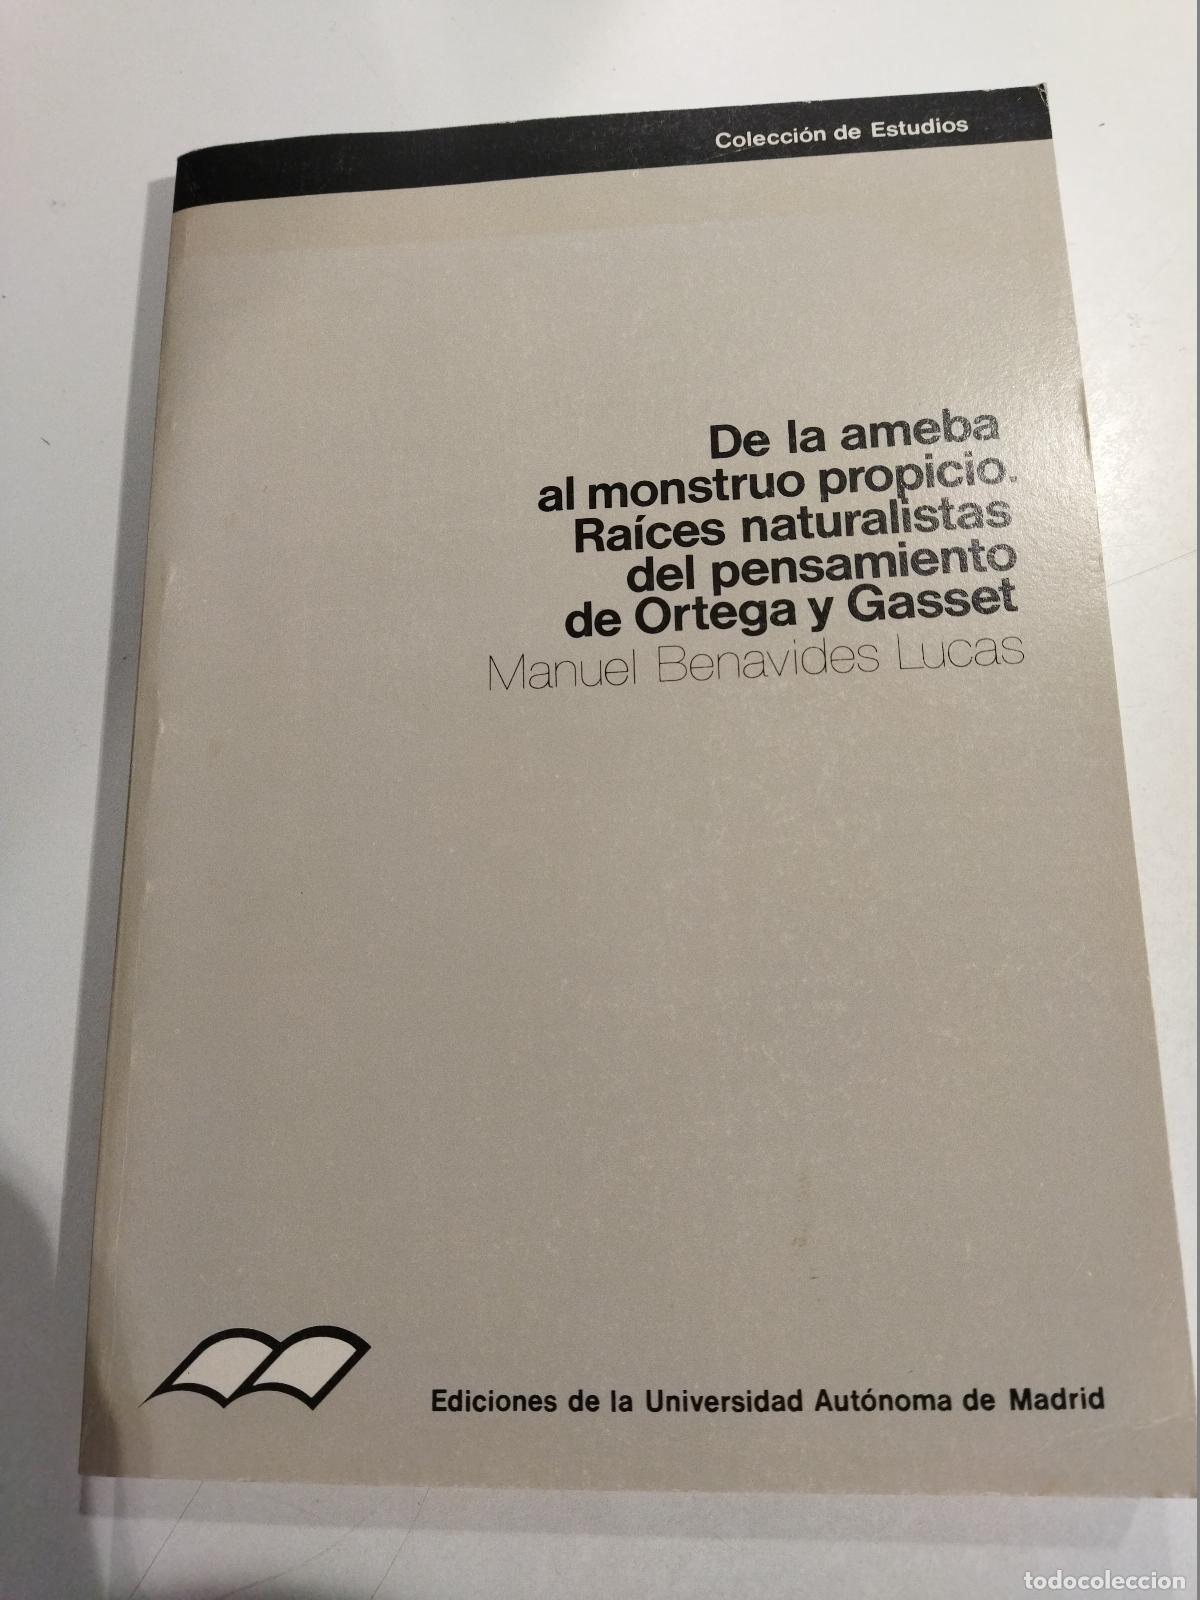 Colección de Estudios
De la ameba
al monstruo propicio.
Raíces naturalistas
del pensamiento
de Ortega y Gasset
Manuel Benavides Lucas
Ediciones de la Universidad Autónoma de Madrid
todocoleccion